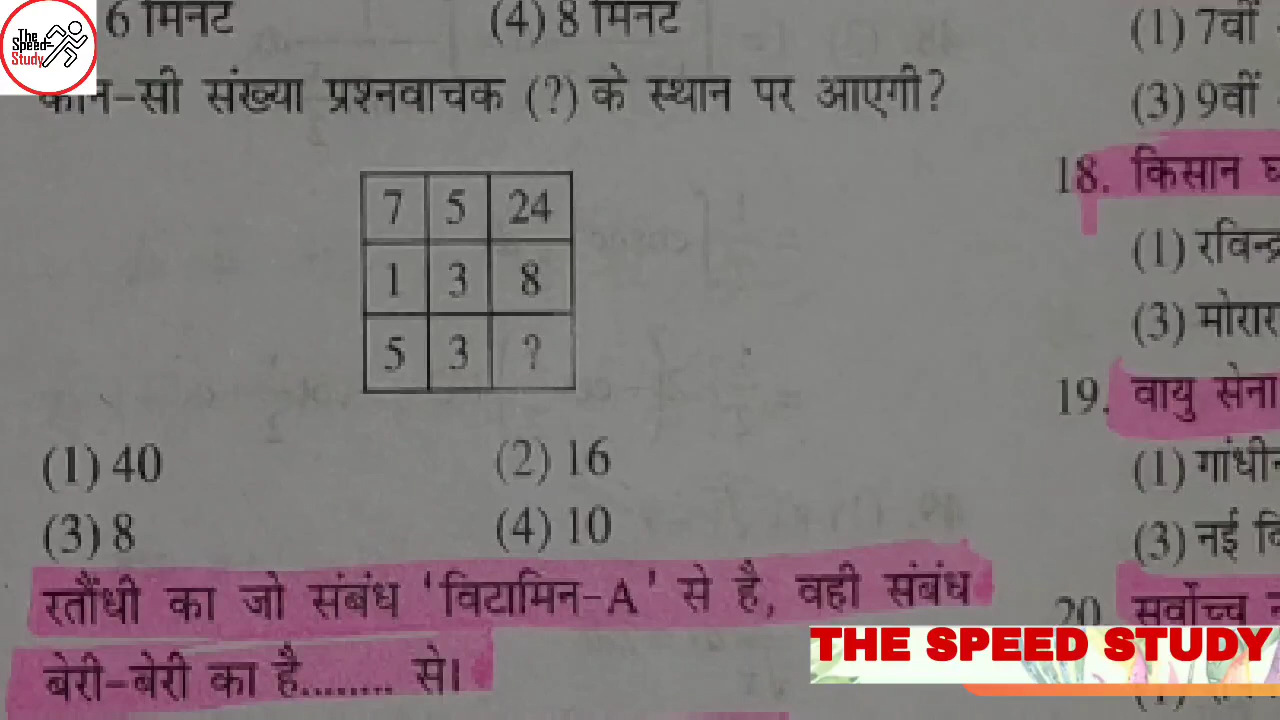 The
Speed-
Study
6 मिनट (4) 8 मिनट
कौन-सी संख्या प्रश्नवाचक (?) के स्थान पर आएगी?
7 5 24
1 3 8
5 3 ?
(1) 40 (2) 16
(3) 8 (4) 10
रतौंधी का जो संबंध 'विटामिन-A' से है, वही संबंध
बेरी-बेरी का है........ से।
(1) 7वीं
(3) 9वीं
18. किसान
(1)
(3)
19. वायु सेना
(1)
(3) नई
20. सर्वोच्च
THE SPEED STUDY